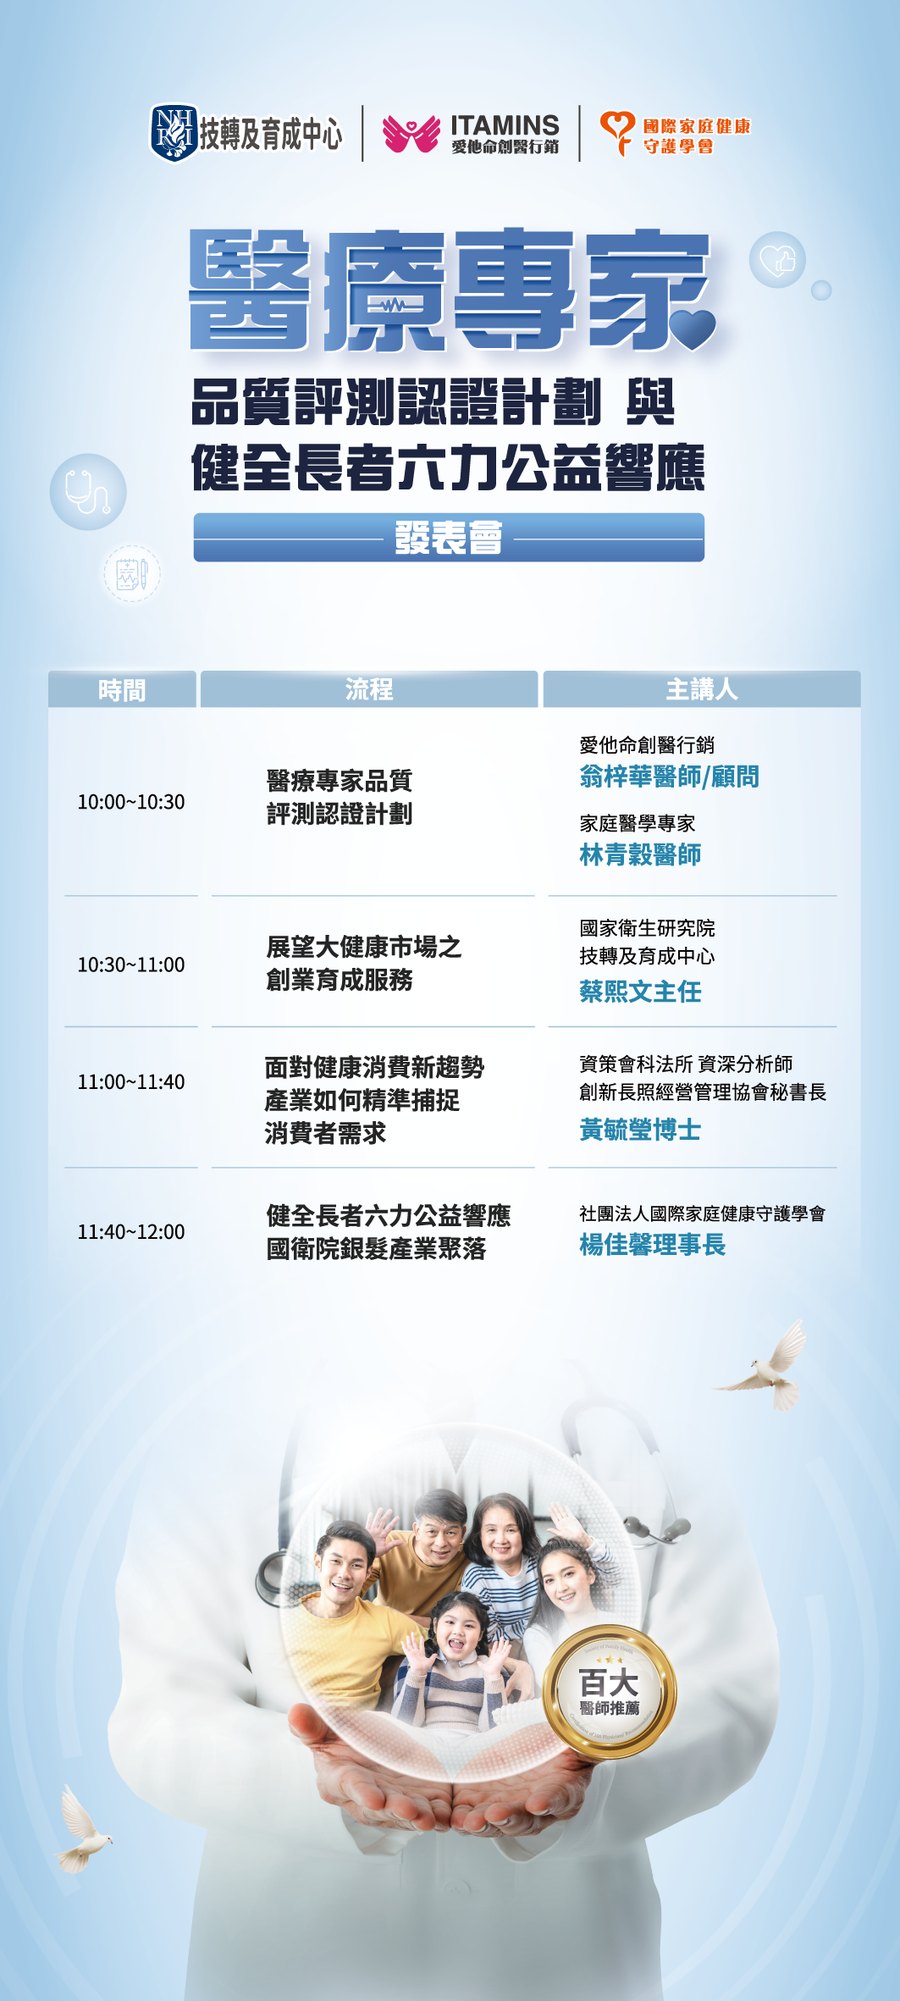 NHRI 技轉及育成中心
ITAMINS
愛他命創醫行銷
國際家庭健康
守護學會
醫療專家
品質評測認證計劃 與
健全長者六力公益響應
發表會
時間 流程 主講人
10:00~10:30
醫療專家品質
評測認證計劃
愛他命創醫行銷
翁梓華醫師/顧問
家庭醫學專家
林青穀醫師
10:30~11:00
展望大健康市場之
創業育成服務
國家衛生研究院
技轉及育成中心
蔡熙文主任
11:00~11:40
面對健康消費新趨勢
產業如何精準捕捉
消費者需求
資策會科法所 資深分析師
創新長照經營管理協會秘書長
黃毓瑩博士
11:40~12:00
健全長者六力公益響應
國衛院銀髮產業聚落
社團法人國際家庭健康守護學會
楊佳馨理事長
百大
醫師推薦